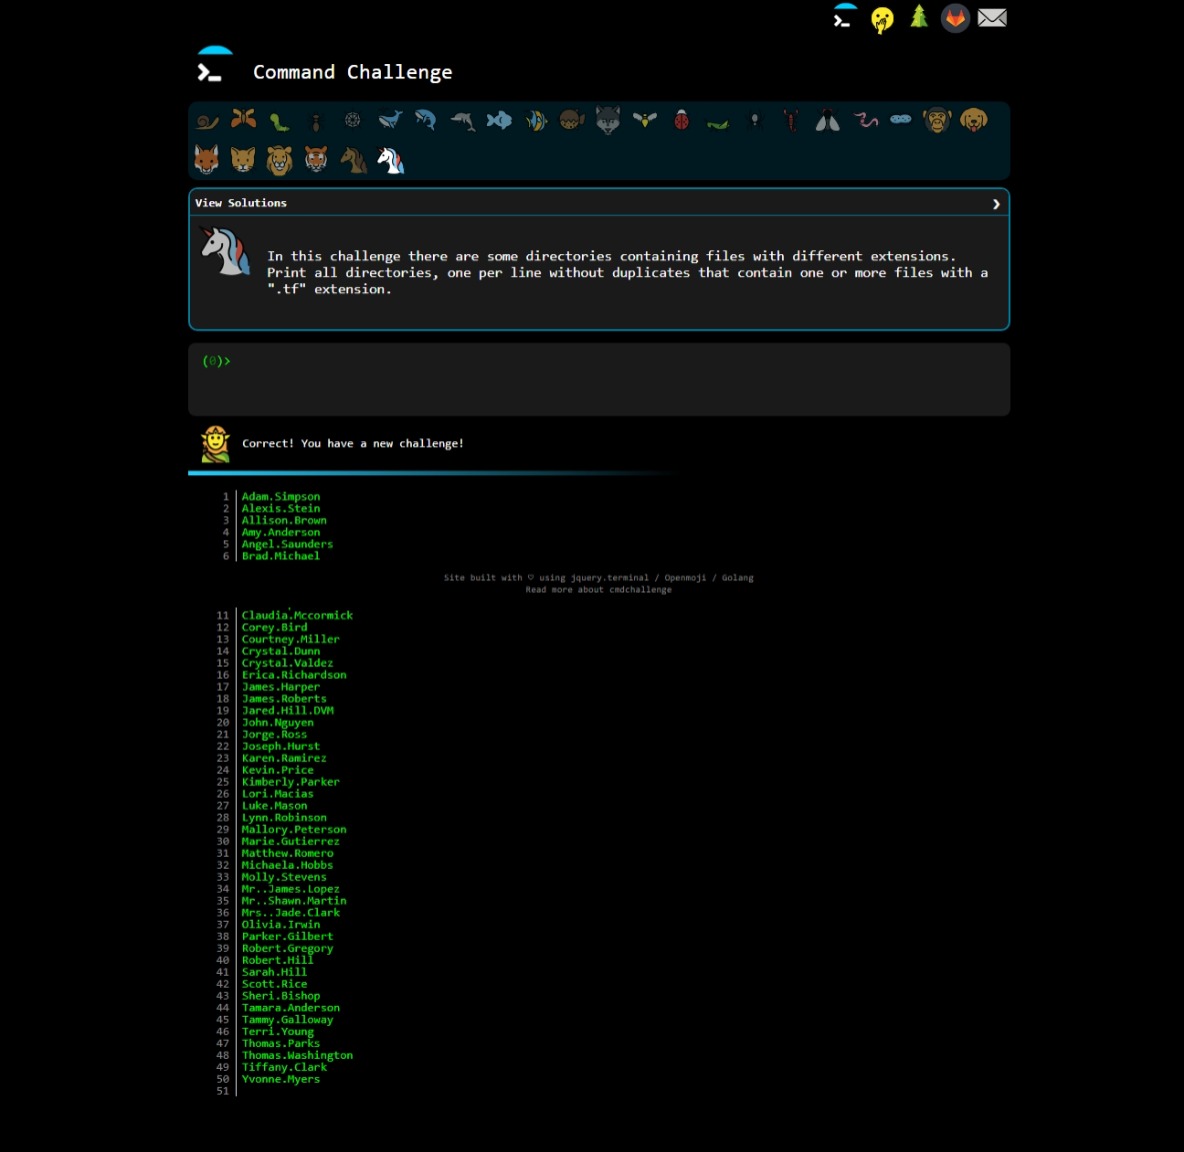 Command Challenge
View Solutions
In this challenge there are some directories containing files with different extensions.
Print all directories, one per line without duplicates that contain one or more files with a
".tf" extension.
(0)>
Correct! You have a new challenge!
1 Adam.Simpson
2 Alexis.Stein
3 Allison.Brown
4 Amy.Anderson
5 Angel.Saunders
6 Brad.Michael
Site built with ♡ using jquery.terminal / Openmoji / Golang
Read more about cmdchallenge
11 Claudia.Mccormick
12 Corey.Bird
13 Courtney.Miller
14 Crystal.Dunn
15 Crystal.Valdez
16 Erica.Richardson
17 James.Harper
18 James.Roberts
19 Jared.Hill.DVM
20 John.Nguyen
21 Jorge.Ross
22 Joseph.Hurst
23 Karen.Ramirez
24 Kevin.Price
25 Kimberly.Parker
26 Lori.Macias
27 Luke.Mason
28 Lynn.Robinson
29 Mallory.Peterson
30 Marie.Gutierrez
31 Matthew.Romero
32 Michaela.Hobbs
33 Molly.Stevens
34 Mr..James.Lopez
35 Mr..Shawn.Martin
36 Mrs..Jade.Clark
37 Olivia.Irwin
38 Parker.Gilbert
39 Robert.Gregory
40 Robert.Hill
41 Sarah.Hill
42 Scott.Rice
43 Sheri.Bishop
44 Tamara.Anderson
45 Tammy.Galloway
46 Terri.Young
47 Thomas.Parks
48 Thomas.Washington
49 Tiffany.Clark
50 Yvonne.Myers
51